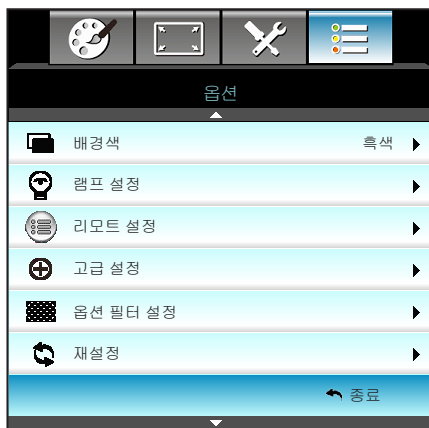 옵션
배경색 흑색
램프 설정
리모트 설정
고급 설정
옵션 필터 설정
재설정
종료